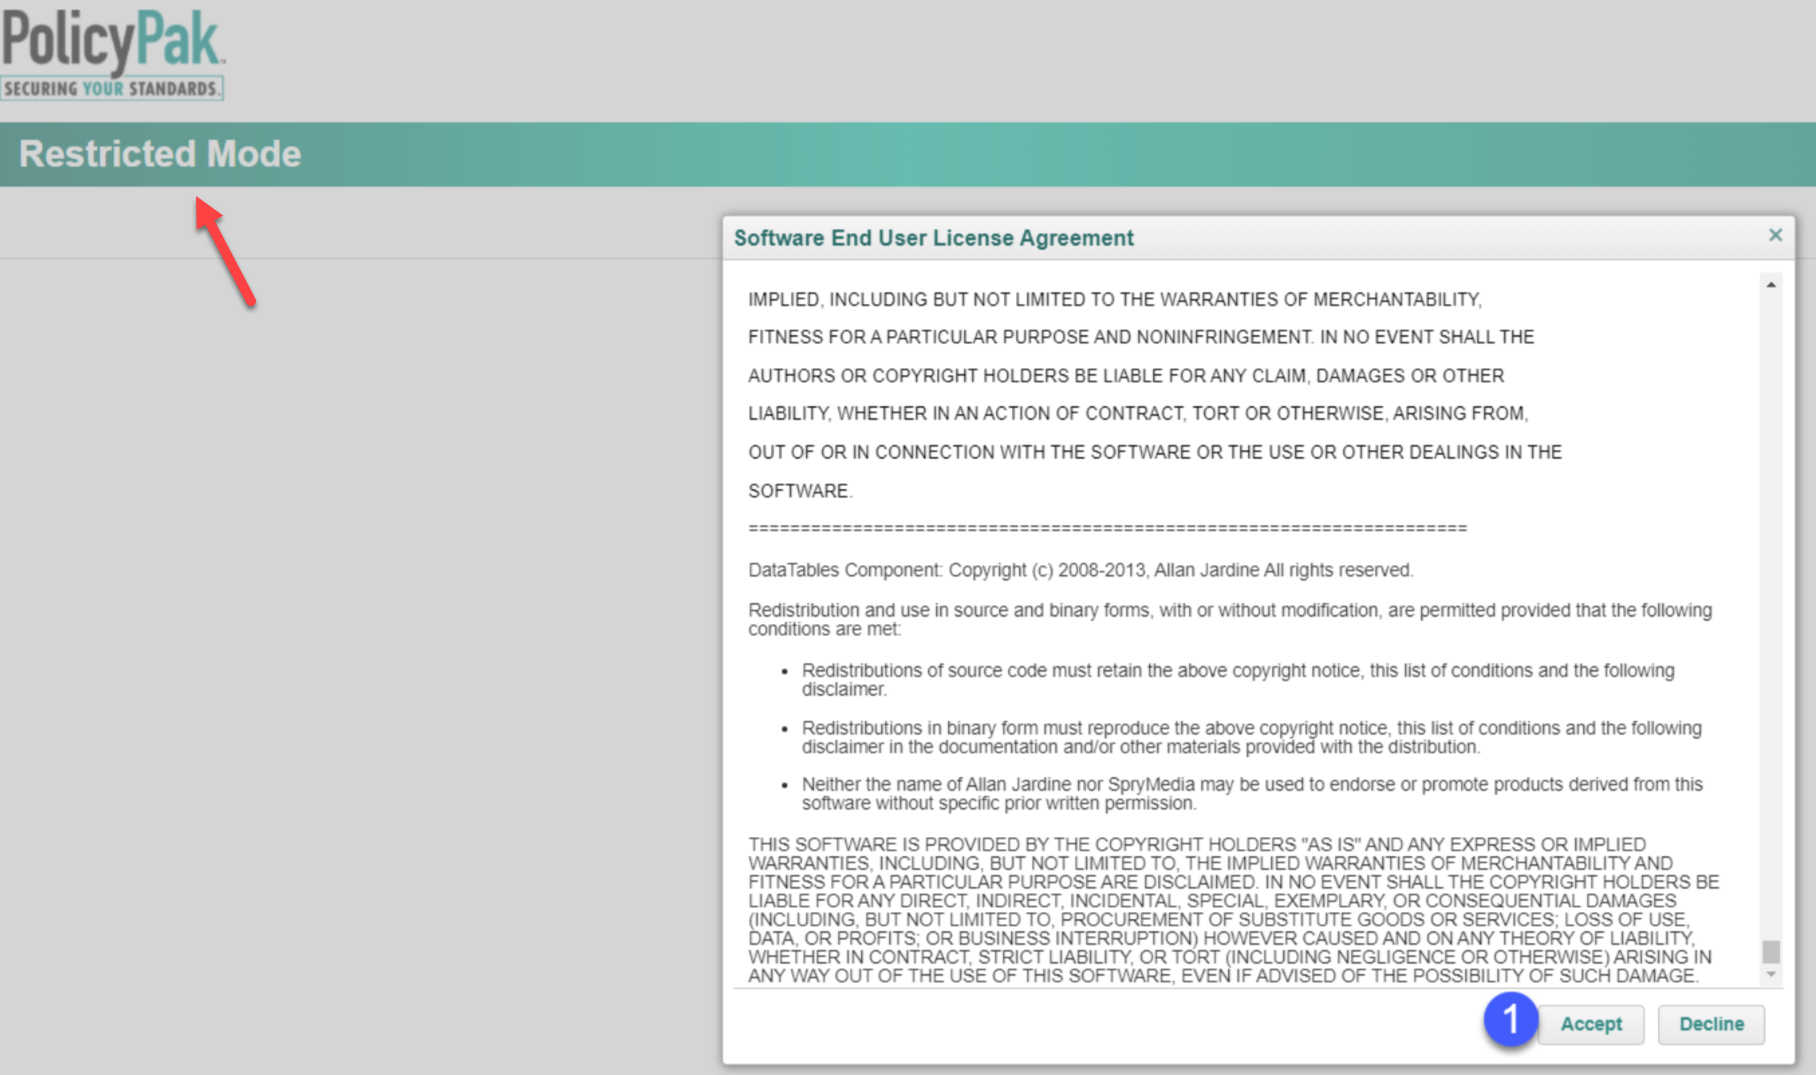 PolicyPak™
SECURING YOUR STANDARDS.
Restricted Mode
Software End User License Agreement
×
IMPLIED, INCLUDING BUT NOT LIMITED TO THE WARRANTIES OF MERCHANTABILITY,
FITNESS FOR A PARTICULAR PURPOSE AND NONINFRINGEMENT. IN NO EVENT SHALL THE
AUTHORS OR COPYRIGHT HOLDERS BE LIABLE FOR ANY CLAIM, DAMAGES OR OTHER
LIABILITY, WHETHER IN AN ACTION OF CONTRACT, TORT OR OTHERWISE, ARISING FROM,
OUT OF OR IN CONNECTION WITH THE SOFTWARE OR THE USE OR OTHER DEALINGS IN THE
SOFTWARE.
=====================================================================
DataTables Component: Copyright (c) 2008-2013, Allan Jardine All rights reserved.
Redistribution and use in source and binary forms, with or without modification, are permitted provided that the following
conditions are met:
• Redistributions of source code must retain the above copyright notice, this list of conditions and the following
disclaimer.
• Redistributions in binary form must reproduce the above copyright notice, this list of conditions and the following
disclaimer in the documentation and/or other materials provided with the distribution.
• Neither the name of Allan Jardine nor SpryMedia may be used to endorse or promote products derived from this
software without specific prior written permission.
THIS SOFTWARE IS PROVIDED BY THE COPYRIGHT HOLDERS "AS IS" AND ANY EXPRESS OR IMPLIED
WARRANTIES, INCLUDING, BUT NOT LIMITED TO, THE IMPLIED WARRANTIES OF MERCHANTABILITY AND
FITNESS FOR A PARTICULAR PURPOSE ARE DISCLAIMED. IN NO EVENT SHALL THE COPYRIGHT HOLDERS BE
LIABLE FOR ANY DIRECT, INDIRECT, INCIDENTAL, SPECIAL, EXEMPLARY, OR CONSEQUENTIAL DAMAGES
(INCLUDING, BUT NOT LIMITED TO, PROCUREMENT OF SUBSTITUTE GOODS OR SERVICES; LOSS OF USE,
DATA, OR PROFITS; OR BUSINESS INTERRUPTION) HOWEVER CAUSED AND ON ANY THEORY OF LIABILITY,
WHETHER IN CONTRACT, STRICT LIABILITY, OR TORT (INCLUDING NEGLIGENCE OR OTHERWISE) ARISING IN
ANY WAY OUT OF THE USE OF THIS SOFTWARE, EVEN IF ADVISED OF THE POSSIBILITY OF SUCH DAMAGE.
1 Accept Decline